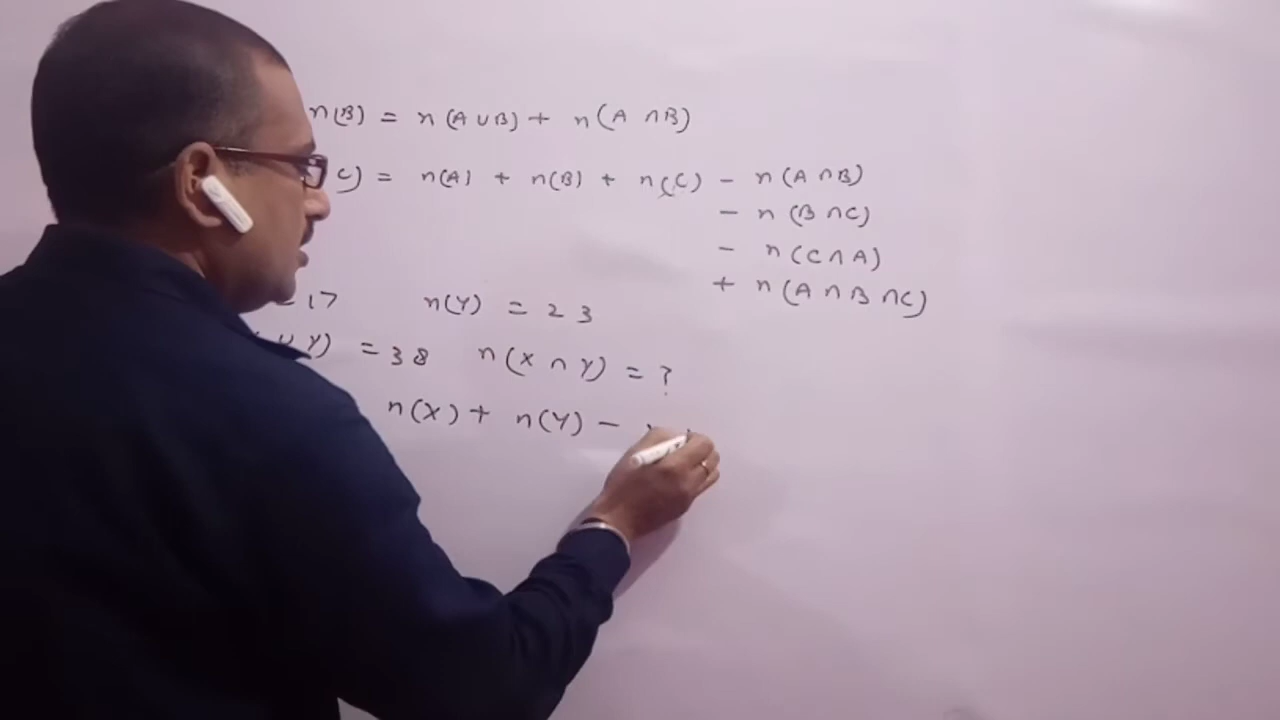 n(B) = n(A∪B) + n(A ∩B)
C) = n(A) + n(B) + n(C) - n(A∩B)
- n(B∩C)
- n(C∩A)
+ n(A∩B∩C)
= 17 n(Y) = 23
∪ Y) = 38 n(X ∩ Y) = ?
n(X) + n(Y) -